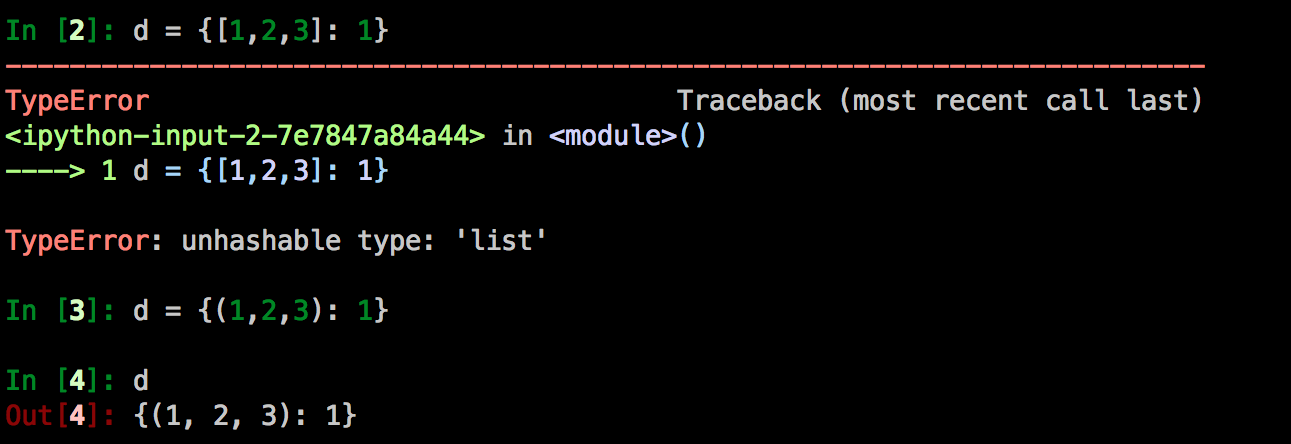 In [2]: d = {[1,2,3]: 1}
---------------------------------------------------------------------------
TypeError                                 Traceback (most recent call last)
<ipython-input-2-7e7847a84a44> in <module>()
----> 1 d = {[1,2,3]: 1}

TypeError: unhashable type: 'list'

In [3]: d = {(1,2,3): 1}

In [4]: d
Out[4]: {(1, 2, 3): 1}